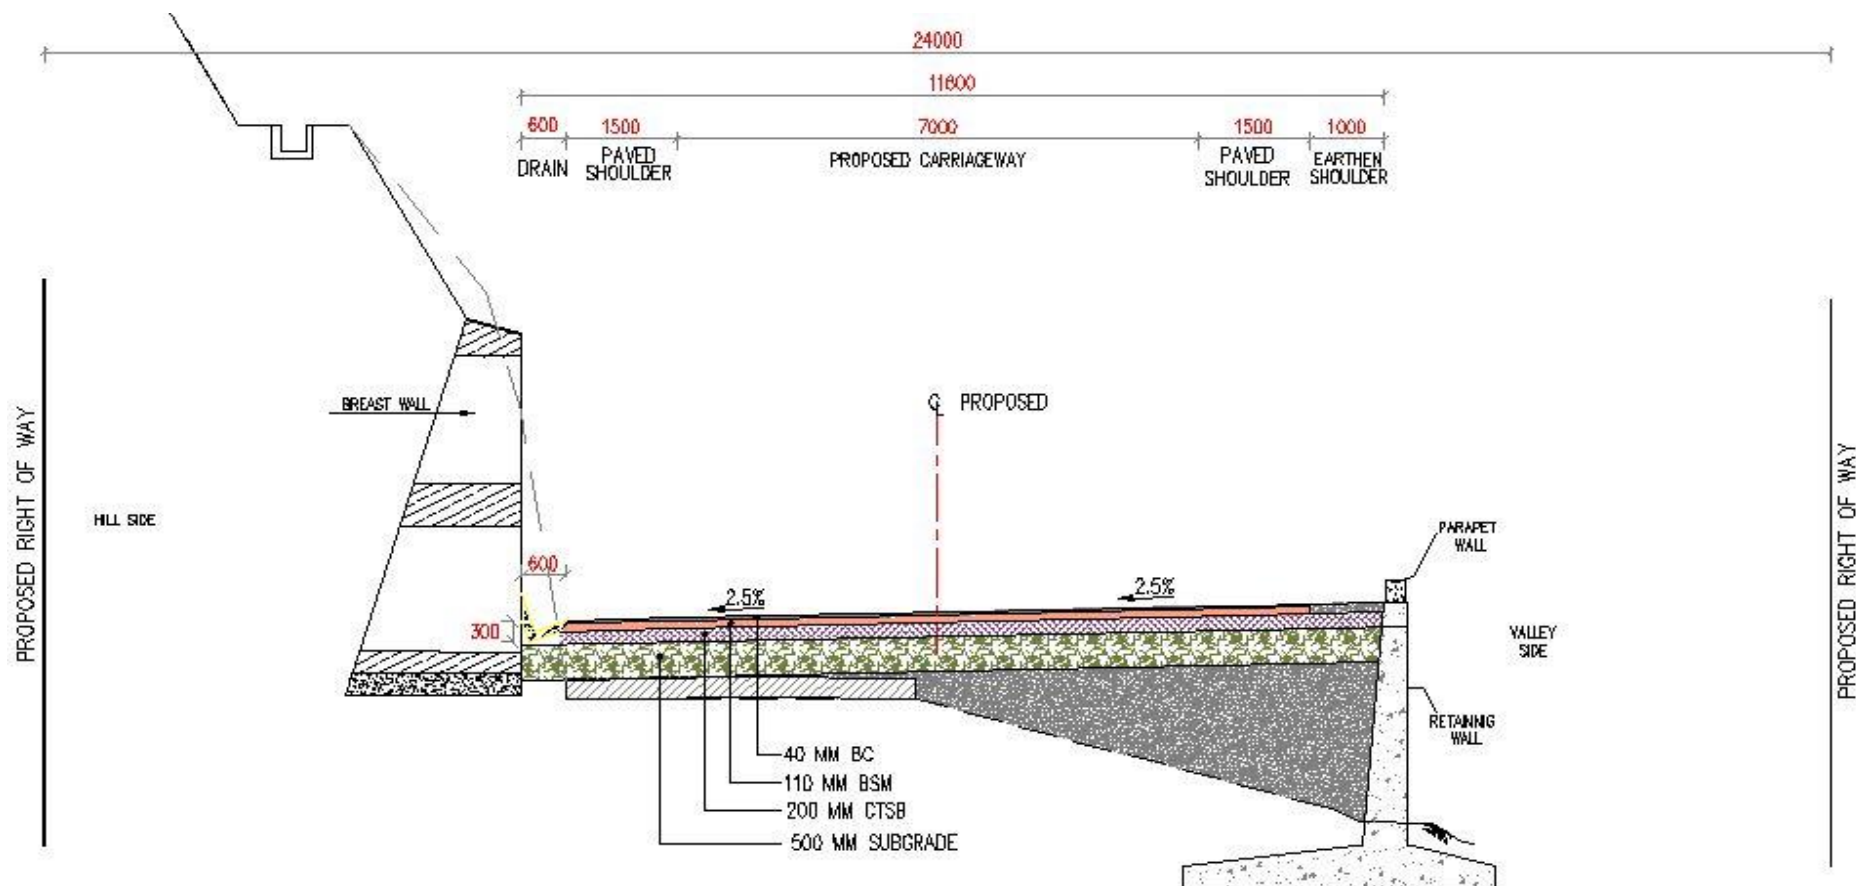 24000
11600
600 1500 7000 1500 1000
DRAIN
PAVED
SHOULDER
PROPOSED CARRIAGEWAY
PAVED
SHOULDER
EARTHEN
SHOULDER
PROPOSED RIGHT OF WAY
HILL SIDE
BREAST WALL
℄ PROPOSED
600
300
2.5%
2.5%
PARAPET
WALL
VALLEY
SIDE
RETAINNIG
WALL
PROPOSED RIGHT OF WAY
40 MM BC
110 MM BSM
200 MM CTSB
500 MM SUBGRADE